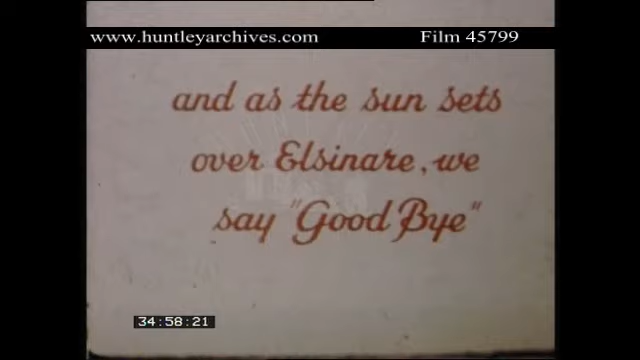 www.huntleyarchives.com Film 45799
and as the sun sets
over Elsinare, we
say "Good Bye"
34:58:21